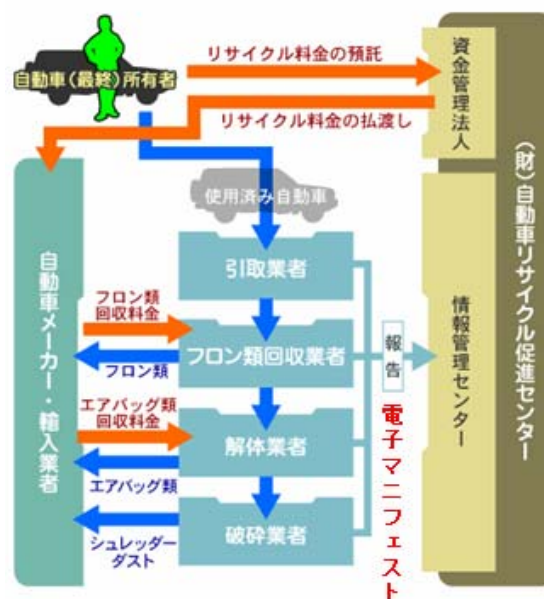 自動車（最終）所有者
リサイクル料金の預託
リサイクル料金の払渡し
資金管理法人
（財）自動車リサイクル促進センター
使用済み自動車
自動車メーカー・輸入業者
引取業者
フロン類
回収料金
フロン類回収業者
フロン類
報告
情報管理センター
エアバッグ類
回収料金
解体業者
エアバッグ類
電子マニフェスト
破砕業者
シュレッダー
ダスト